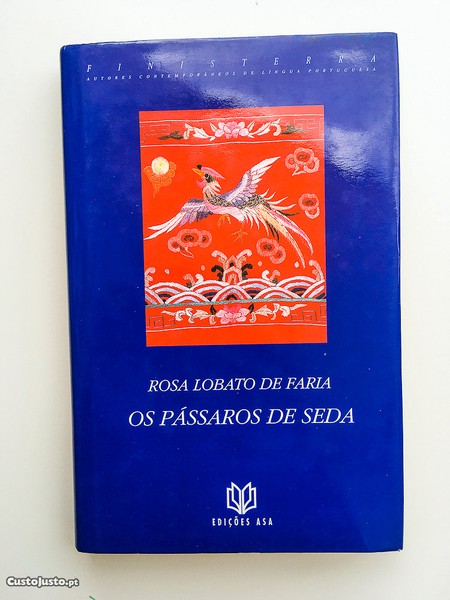 FINISTERRA
AUTORES CONTEMPORÂNEOS DE LÍNGUA PORTUGUESA
ROSA LOBATO DE FARIA
OS PÁSSAROS DE SEDA
EDIÇÕES ASA
CustoJusto.pt